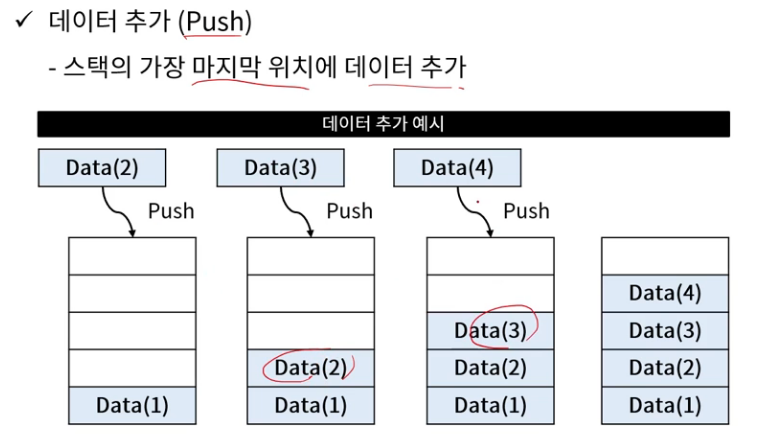 ✓ 데이터 추가 (Push)
- 스택의 가장 마지막 위치에 데이터 추가
데이터 추가 예시
Data(2) Data(3) Data(4)
Push Push Push
Data(4)
Data(3) Data(3)
Data(2) Data(2) Data(2)
Data(1) Data(1) Data(1) Data(1)